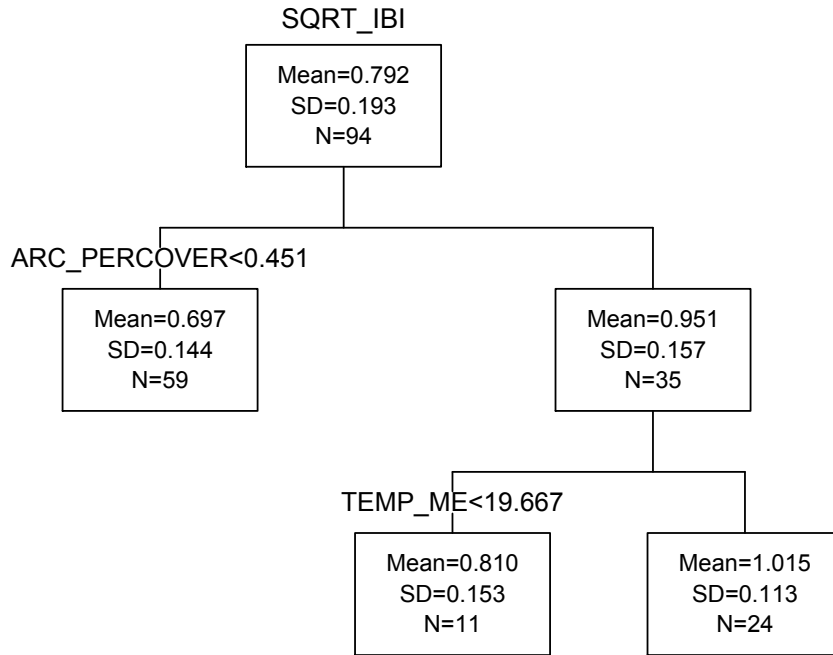 SQRT_IBI
Mean=0.792
SD=0.193
N=94
ARC_PERCOVER<0.451
Mean=0.697
SD=0.144
N=59
Mean=0.951
SD=0.157
N=35
TEMP_ME<19.667
Mean=0.810
SD=0.153
N=11
Mean=1.015
SD=0.113
N=24